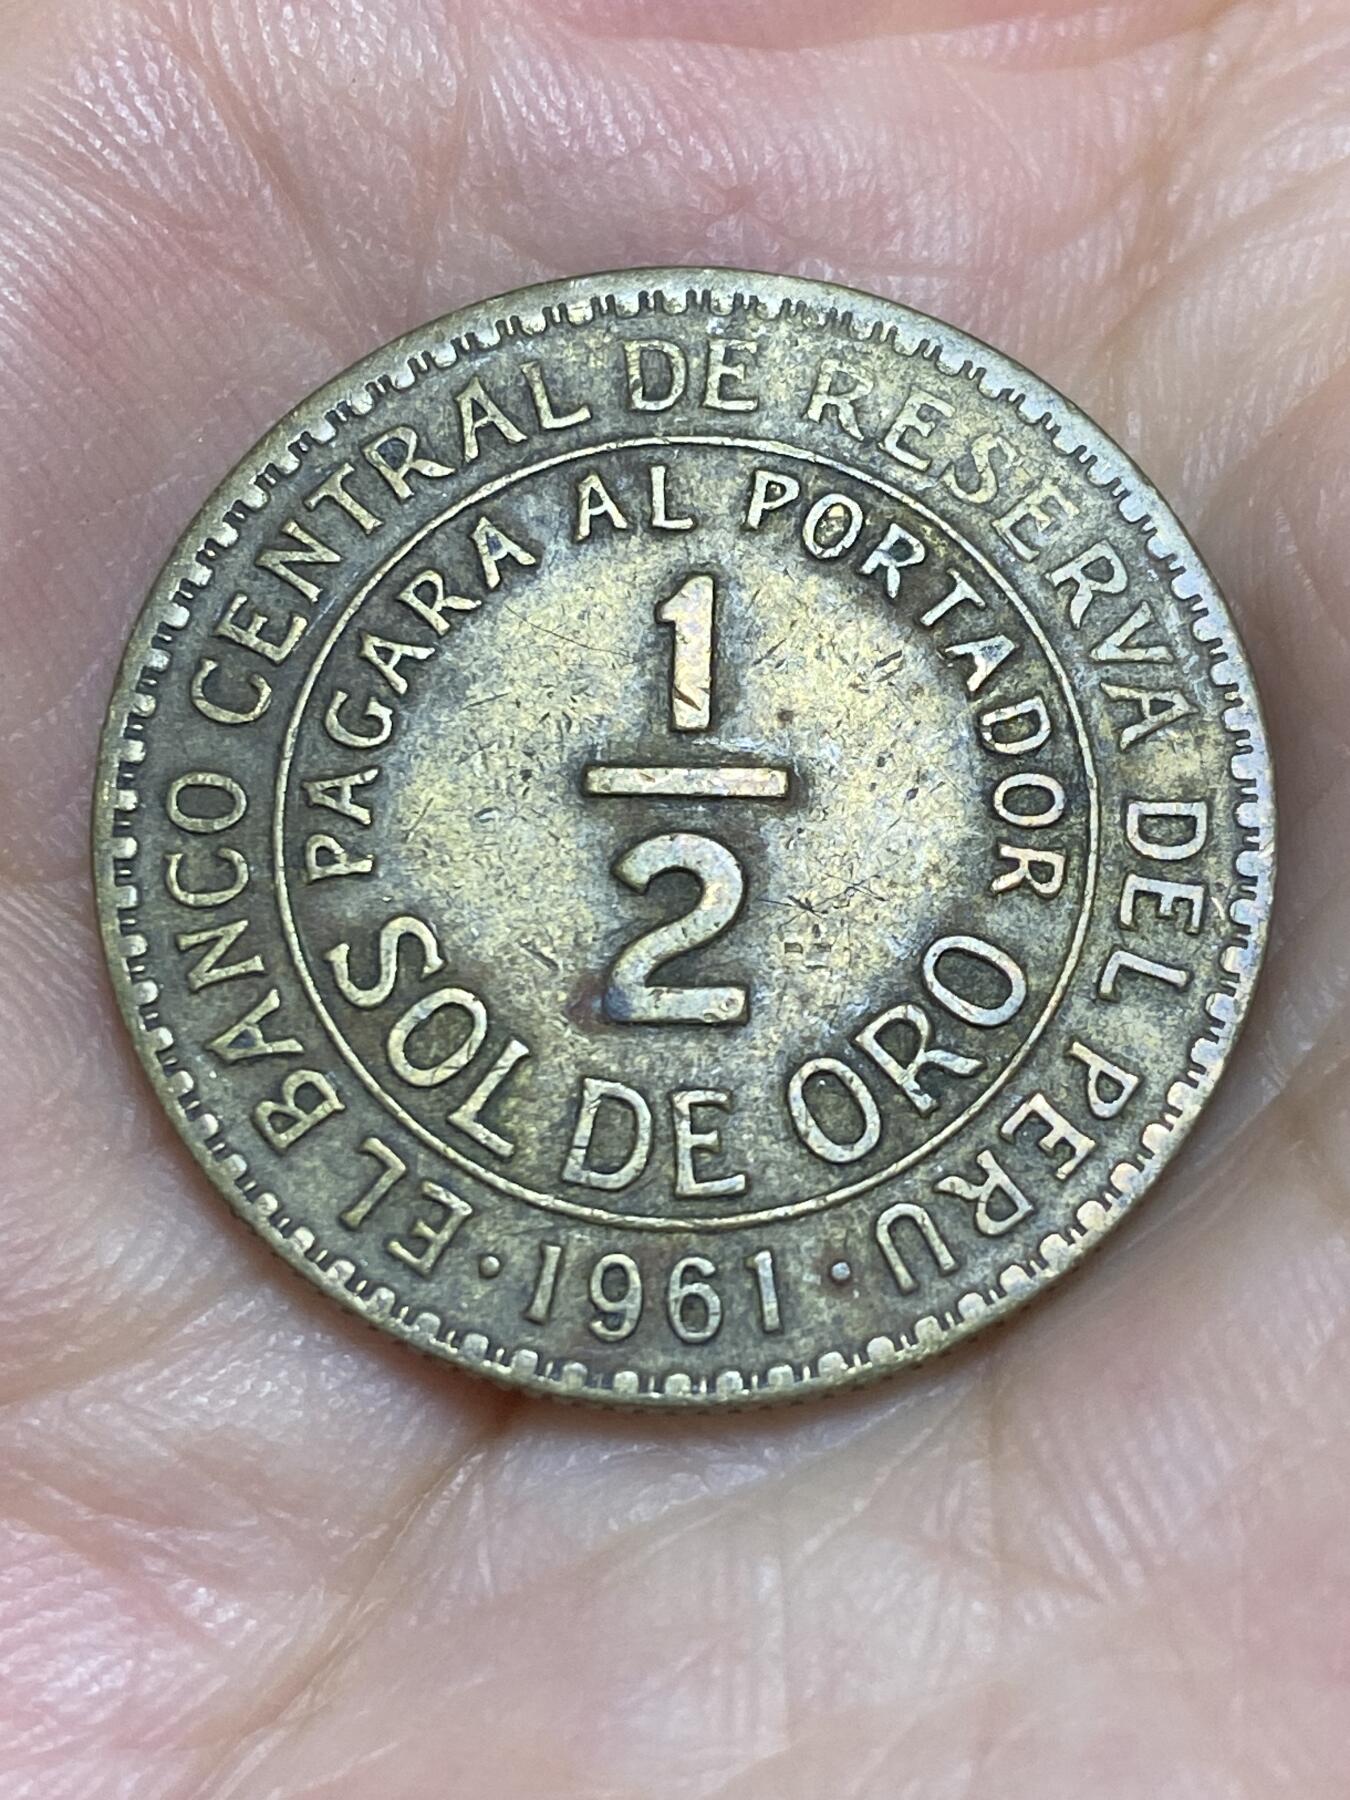 EL BANCO CENTRAL DE RESERVA DEL PERU
PAGARA AL PORTADOR
1
2
SOL DE ORO
· 1961 ·